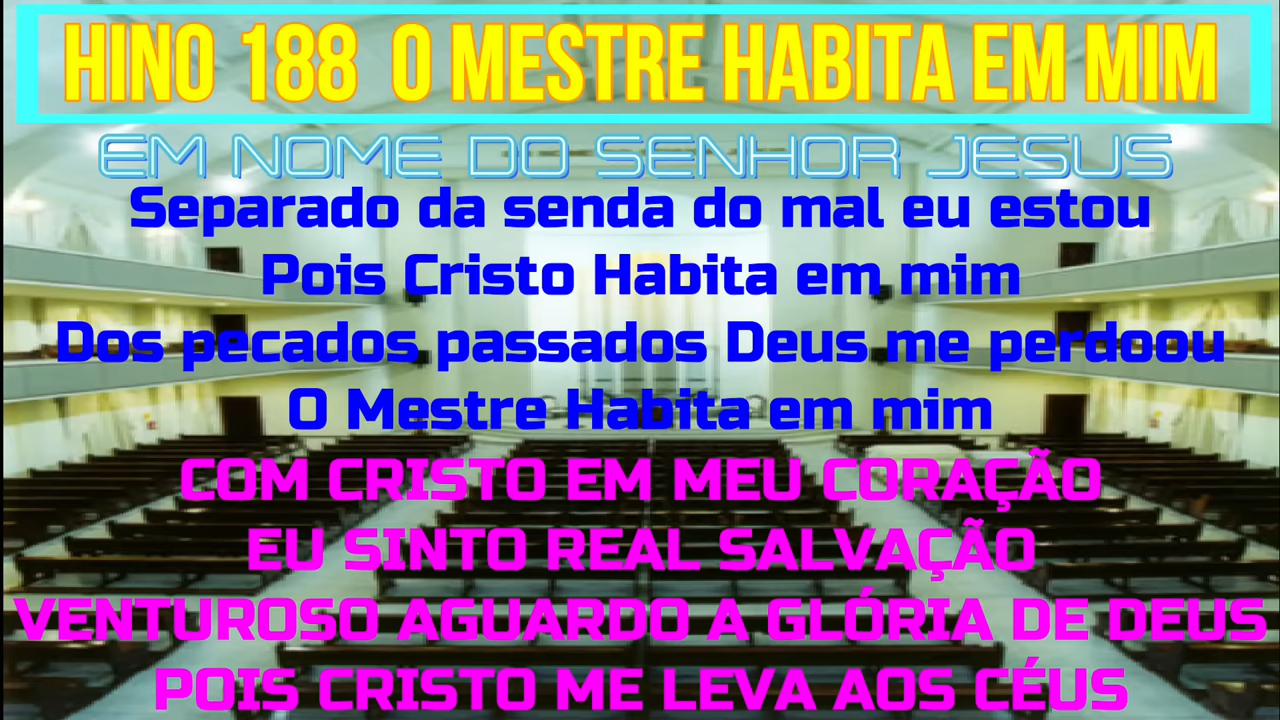 HINO 188 O MESTRE HABITA EM MIM
EM NOME DO SENHOR JESUS
Separado da senda do mal eu estou
Pois Cristo Habita em mim
Dos pecados passados Deus me perdoou
O Mestre Habita em mim
COM CRISTO EM MEU CORAÇÃO
EU SINTO REAL SALVAÇÃO
VENTUROSO AGUARDO A GLÓRIA DE DEUS
POIS CRISTO ME LEVA AOS CÉUS